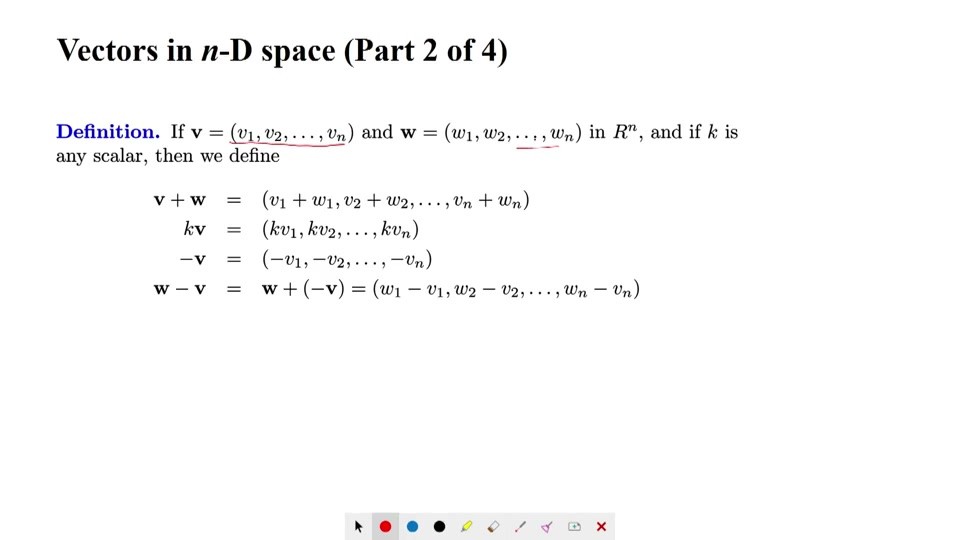 Vectors in n-D space (Part 2 of 4)
Definition. If v = (v₁, v₂, . . . , vₙ) and w = (w₁, w₂, . . . , wₙ) in Rⁿ, and if k is
any scalar, then we define
v + w = (v₁ + w₁, v₂ + w₂, . . . , vₙ + wₙ)
kv = (kv₁, kv₂, . . . , kvₙ)
−v = (−v₁, −v₂, . . . , −vₙ)
w − v = w + (−v) = (w₁ − v₁, w₂ − v₂, . . . , wₙ − vₙ)